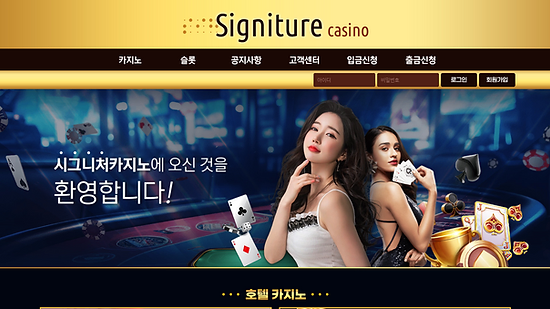 Signiture casino
카지노 슬롯 공지사항 고객센터 입금신청 출금신청
아이디 비밀번호 로그인 회원가입
시그니처카지노에 오신 것을
환영합니다!
호텔 카지노